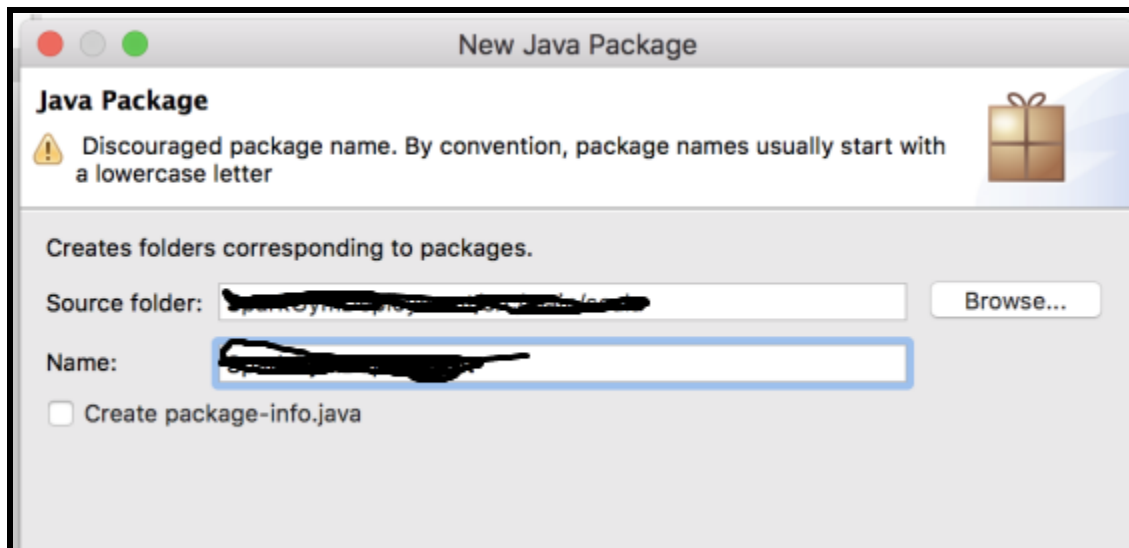 New Java Package
Java Package
Discouraged package name. By convention, package names usually start with
a lowercase letter
Creates folders corresponding to packages.
Source folder:
Browse...
Name:
Create package-info.java